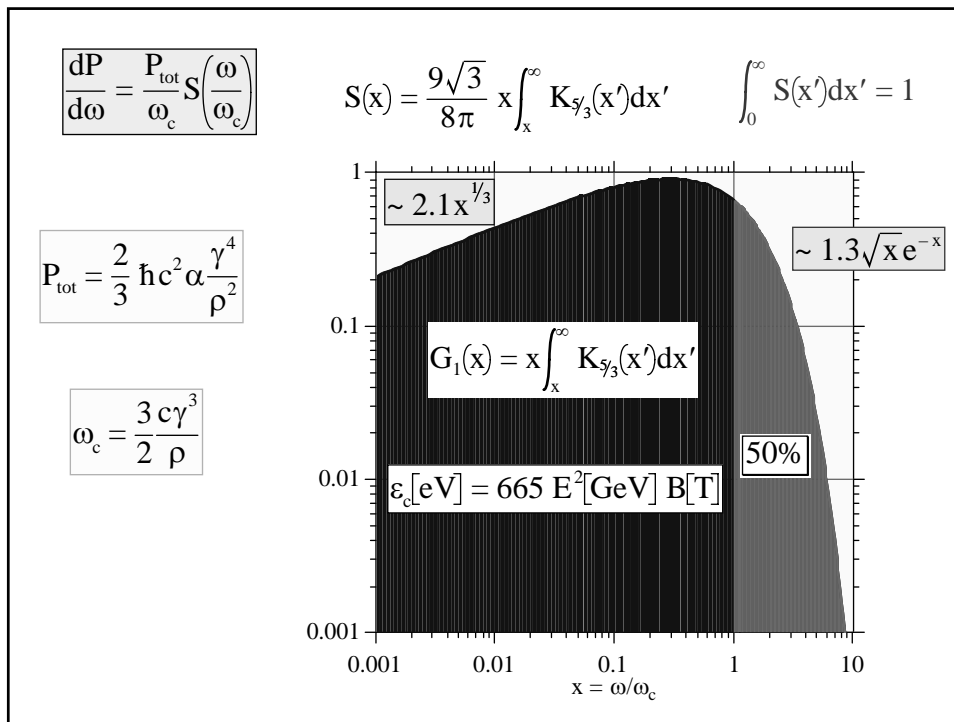 dP/dω = P_tot/ω_c S(ω/ω_c)
S(x) = 9√3/8π x∫_x^∞ K_5/3(x′)dx′
∫_0^∞ S(x′)dx′ = 1
P_tot = 2/3 ħc² α γ⁴/ρ²
ω_c = 3/2 cγ³/ρ
1
0.1
0.01
0.001
~ 2.1x^⅓
~ 1.3√x e^−x
G₁(x) = x∫_x^∞ K_5/3(x′)dx′
50%
ε_c[eV] = 665 E²[GeV] B[T]
0.001 0.01 0.1 1 10
x = ω/ω_c